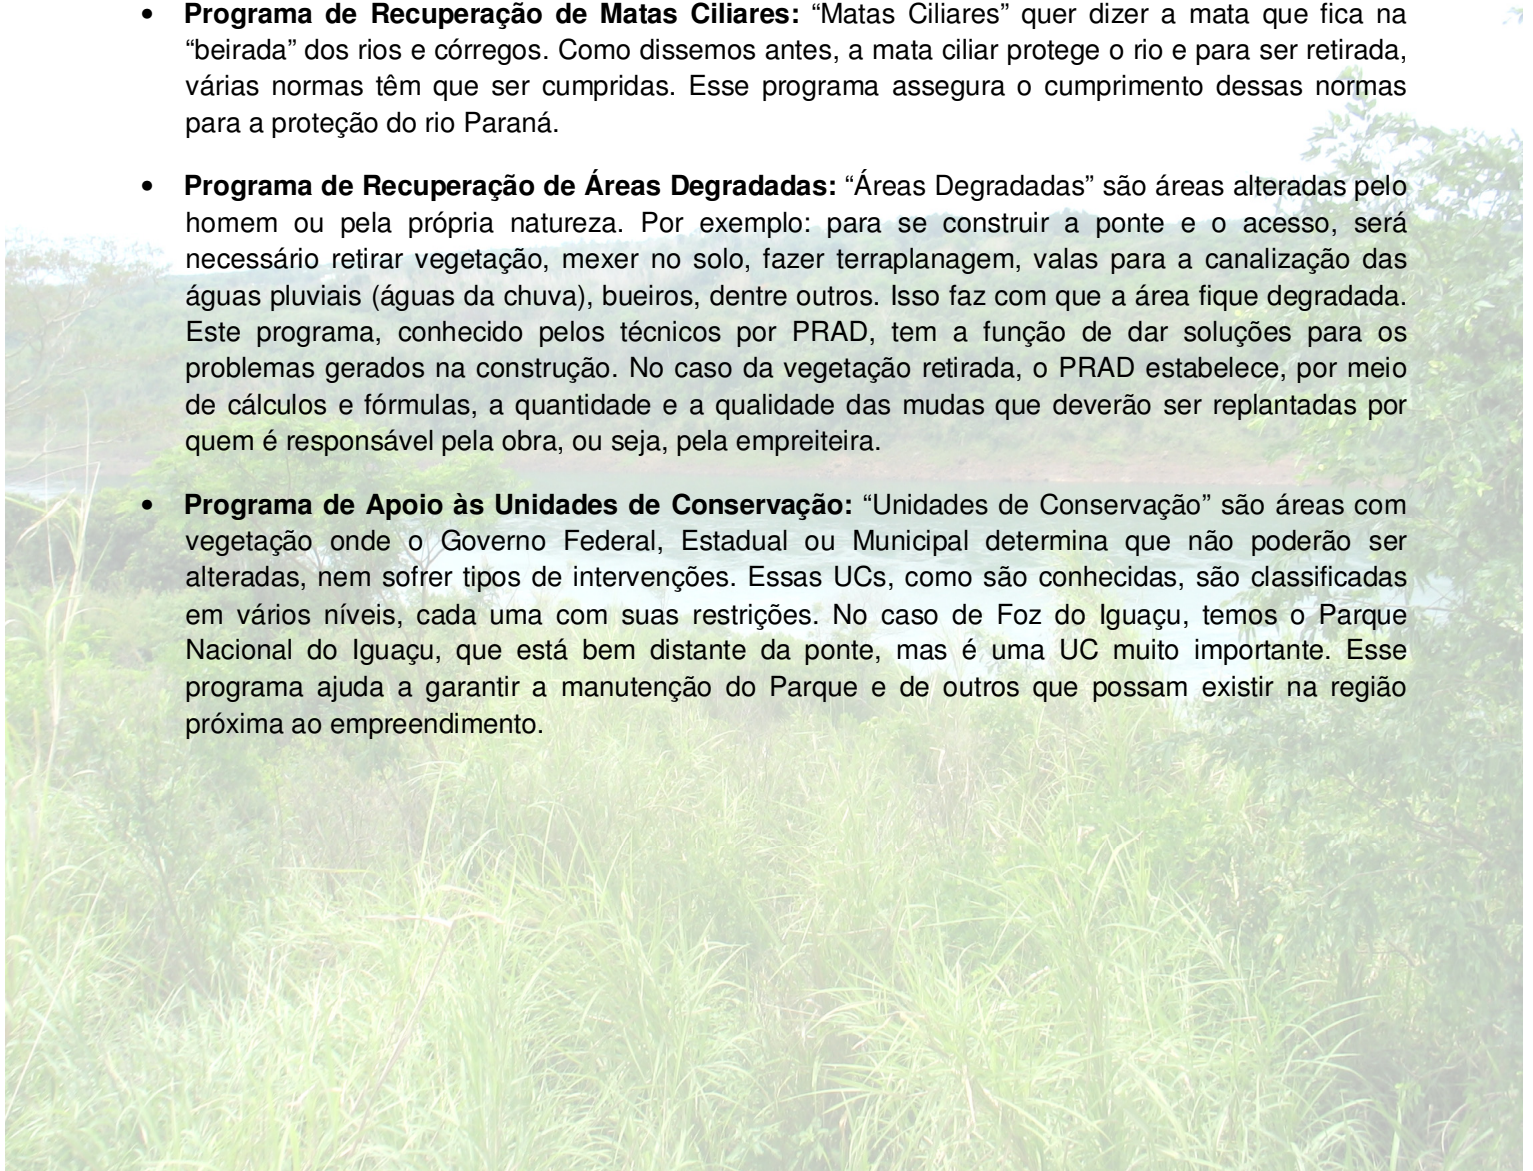 • Programa de Recuperação de Matas Ciliares: “Matas Ciliares” quer dizer a mata que fica na
“beirada” dos rios e córregos. Como dissemos antes, a mata ciliar protege o rio e para ser retirada,
várias normas têm que ser cumpridas. Esse programa assegura o cumprimento dessas normas
para a proteção do rio Paraná.
• Programa de Recuperação de Áreas Degradadas: “Áreas Degradadas” são áreas alteradas pelo
homem ou pela própria natureza. Por exemplo: para se construir a ponte e o acesso, será
necessário retirar vegetação, mexer no solo, fazer terraplanagem, valas para a canalização das
águas pluviais (águas da chuva), bueiros, dentre outros. Isso faz com que a área fique degradada.
Este programa, conhecido pelos técnicos por PRAD, tem a função de dar soluções para os
problemas gerados na construção. No caso da vegetação retirada, o PRAD estabelece, por meio
de cálculos e fórmulas, a quantidade e a qualidade das mudas que deverão ser replantadas por
quem é responsável pela obra, ou seja, pela empreiteira.
• Programa de Apoio às Unidades de Conservação: “Unidades de Conservação” são áreas com
vegetação onde o Governo Federal, Estadual ou Municipal determina que não poderão ser
alteradas, nem sofrer tipos de intervenções. Essas UCs, como são conhecidas, são classificadas
em vários níveis, cada uma com suas restrições. No caso de Foz do Iguaçu, temos o Parque
Nacional do Iguaçu, que está bem distante da ponte, mas é uma UC muito importante. Esse
programa ajuda a garantir a manutenção do Parque e de outros que possam existir na região
próxima ao empreendimento.